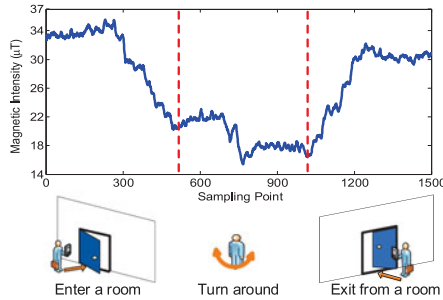 37
34
30
26
22
18
14
Magnetic Intensity (μT)
0
300
600
900
1200
1500
Sampling Point
Enter a room
Turn around
Exit from a room